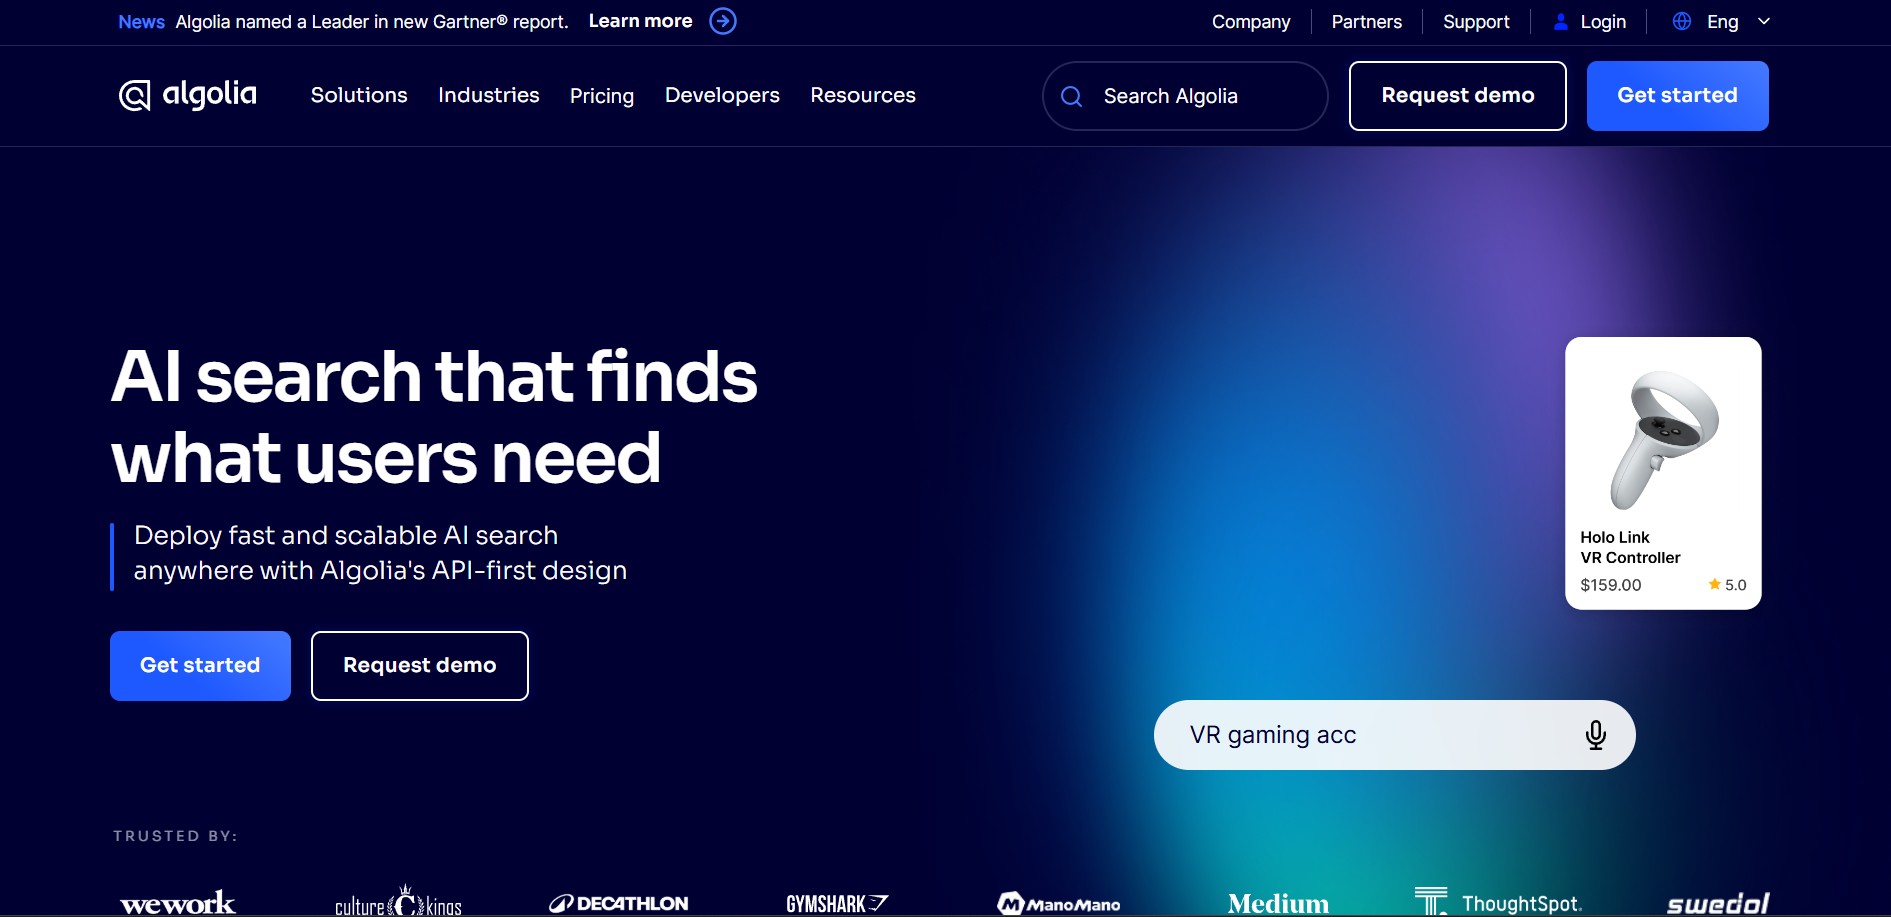 News Algolia named a Leader in new Gartner® report. Learn more
Company Partners Support Login Eng
algolia Solutions Industries Pricing Developers Resources Search Algolia Request demo Get started
AI search that finds
what users need
Deploy fast and scalable AI search
anywhere with Algolia's API-first design
Get started Request demo
Holo Link
VR Controller
$159.00 5.0
VR gaming acc
TRUSTED BY:
wework culture C kings DECATHLON GYMSHARK ManoMano Medium ThoughtSpot. swedol